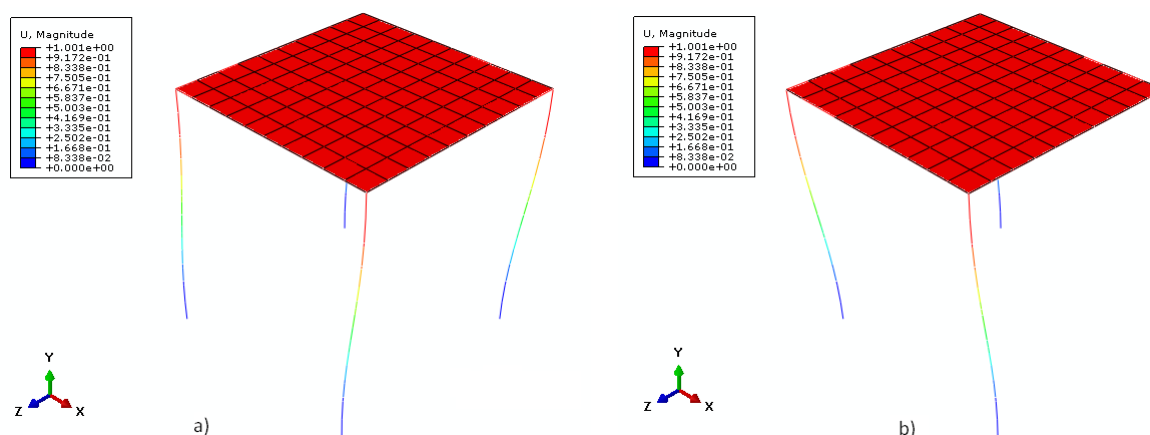 U, Magnitude
+1.001e+00
+9.172e-01
+8.338e-01
+7.505e-01
+6.671e-01
+5.837e-01
+5.003e-01
+4.169e-01
+3.335e-01
+2.501e-01
+1.668e-01
+8.338e-02
+0.000e+00
Y
Z
X
a)
U, Magnitude
+1.001e+00
+9.172e-01
+8.338e-01
+7.505e-01
+6.671e-01
+5.837e-01
+5.003e-01
+4.169e-01
+3.335e-01
+2.502e-01
+1.668e-01
+8.338e-02
+0.000e+00
Y
Z
X
b)